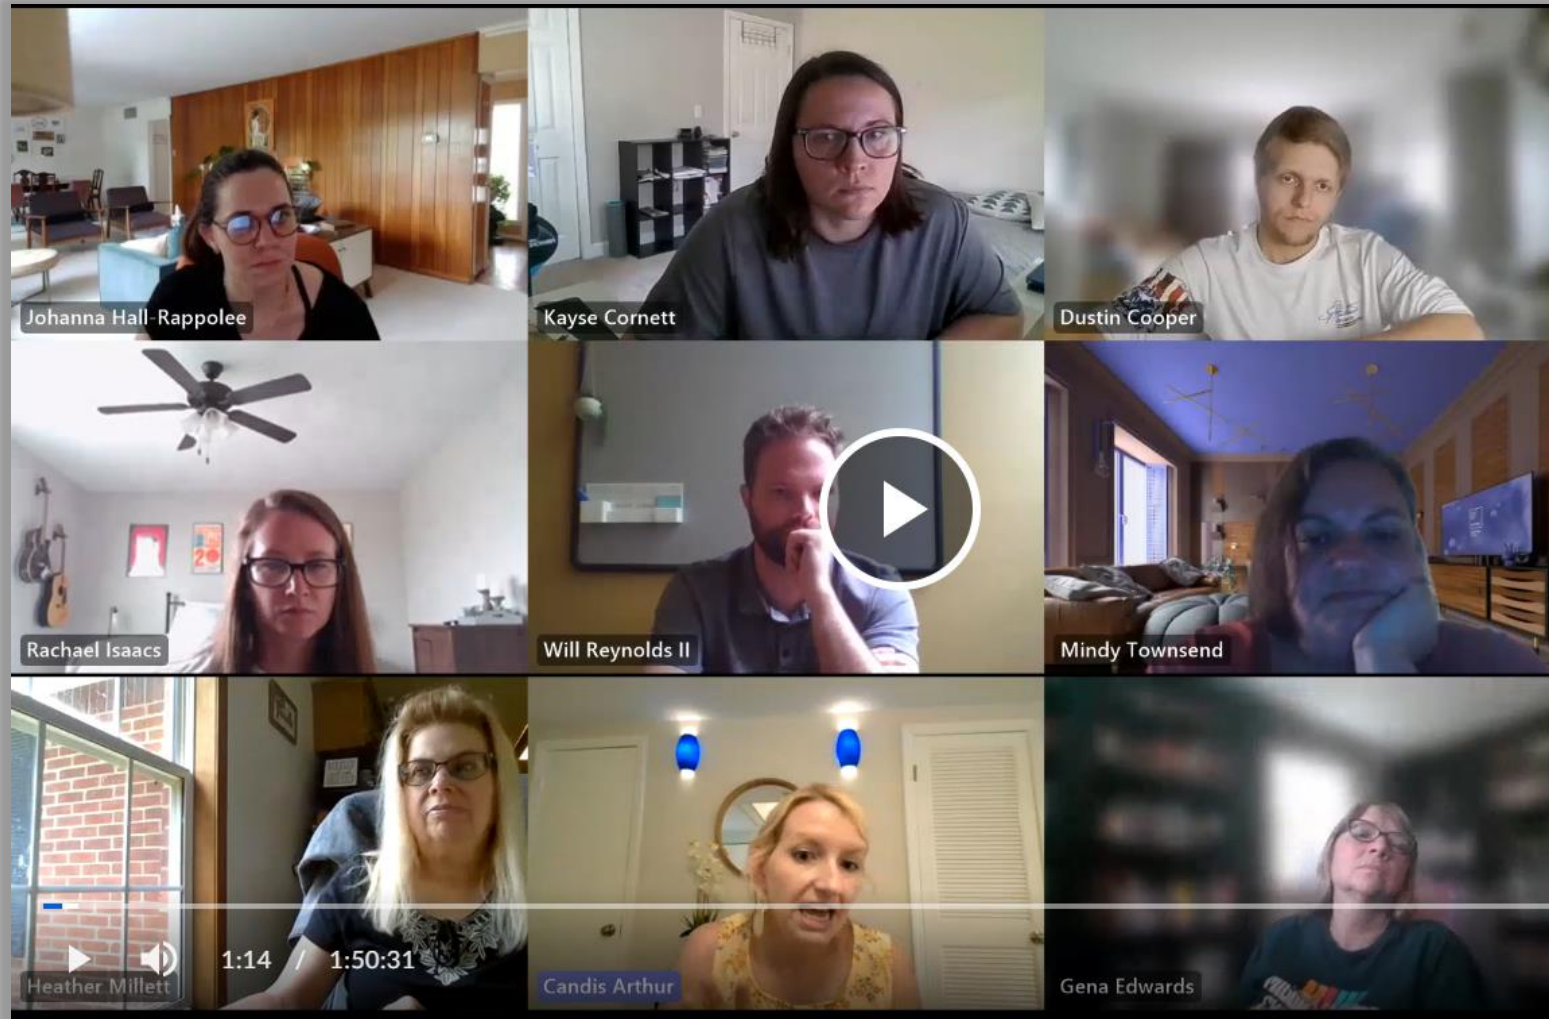 Johanna Hall-Rappolee
Kayse Cornett
Dustin Cooper
20
Rachael Isaacs
Will Reynolds II
Mindy Townsend
1:14 / 1:50:31
Heather Millett
Candis Arthur
Gena Edwards